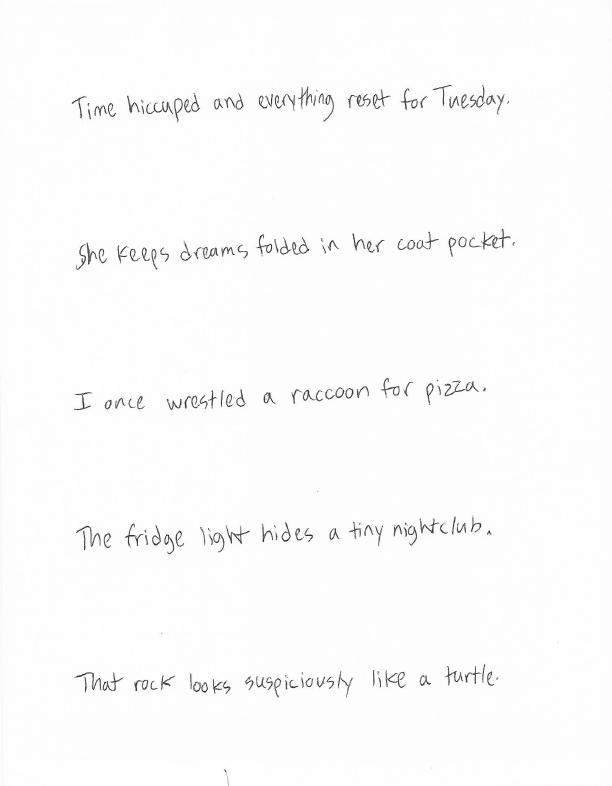 Time hiccuped and everything reset for Tuesday.
She keeps dreams folded in her coat pocket.
I once wrestled a raccoon for pizza.
The fridge light hides a tiny nightclub.
That rock looks suspiciously like a turtle.